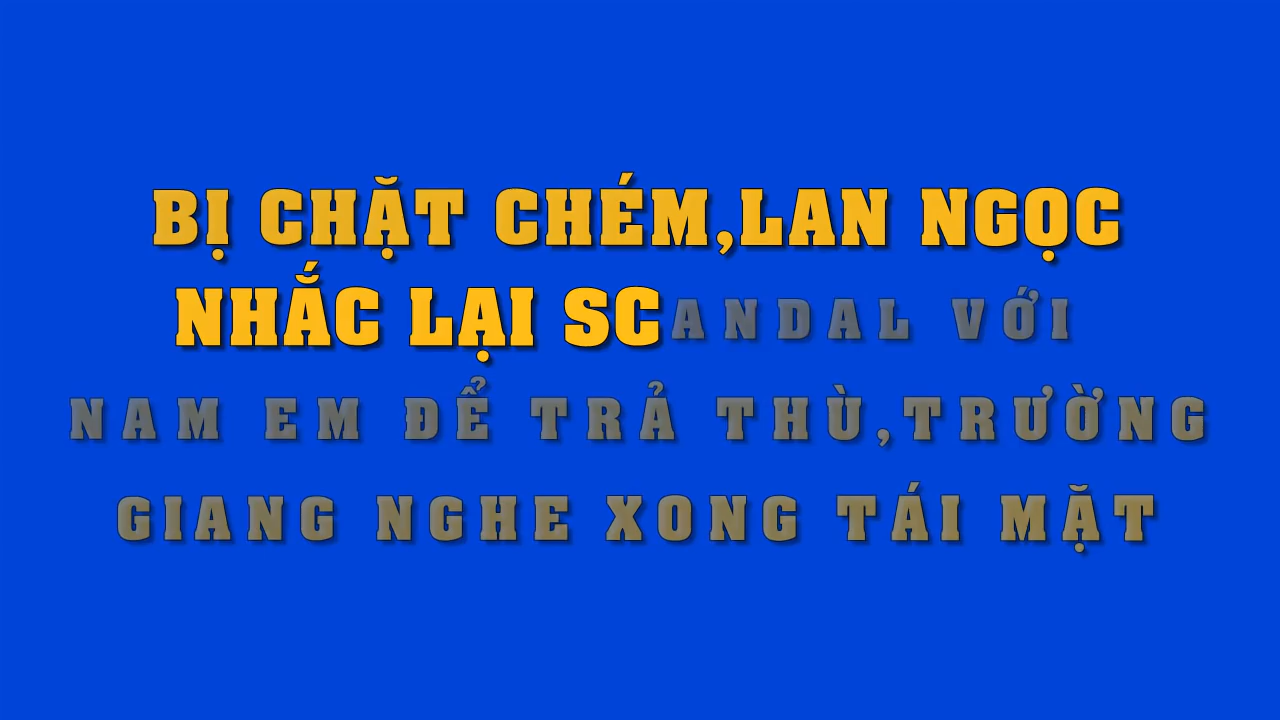 BỊ CHẶT CHÉM,LAN NGỌC
NHẮC LẠI SCANDAL VỚI
NAM EM ĐỂ TRẢ THÙ,TRƯỜNG
GIANG NGHE XONG TÁI MẶT